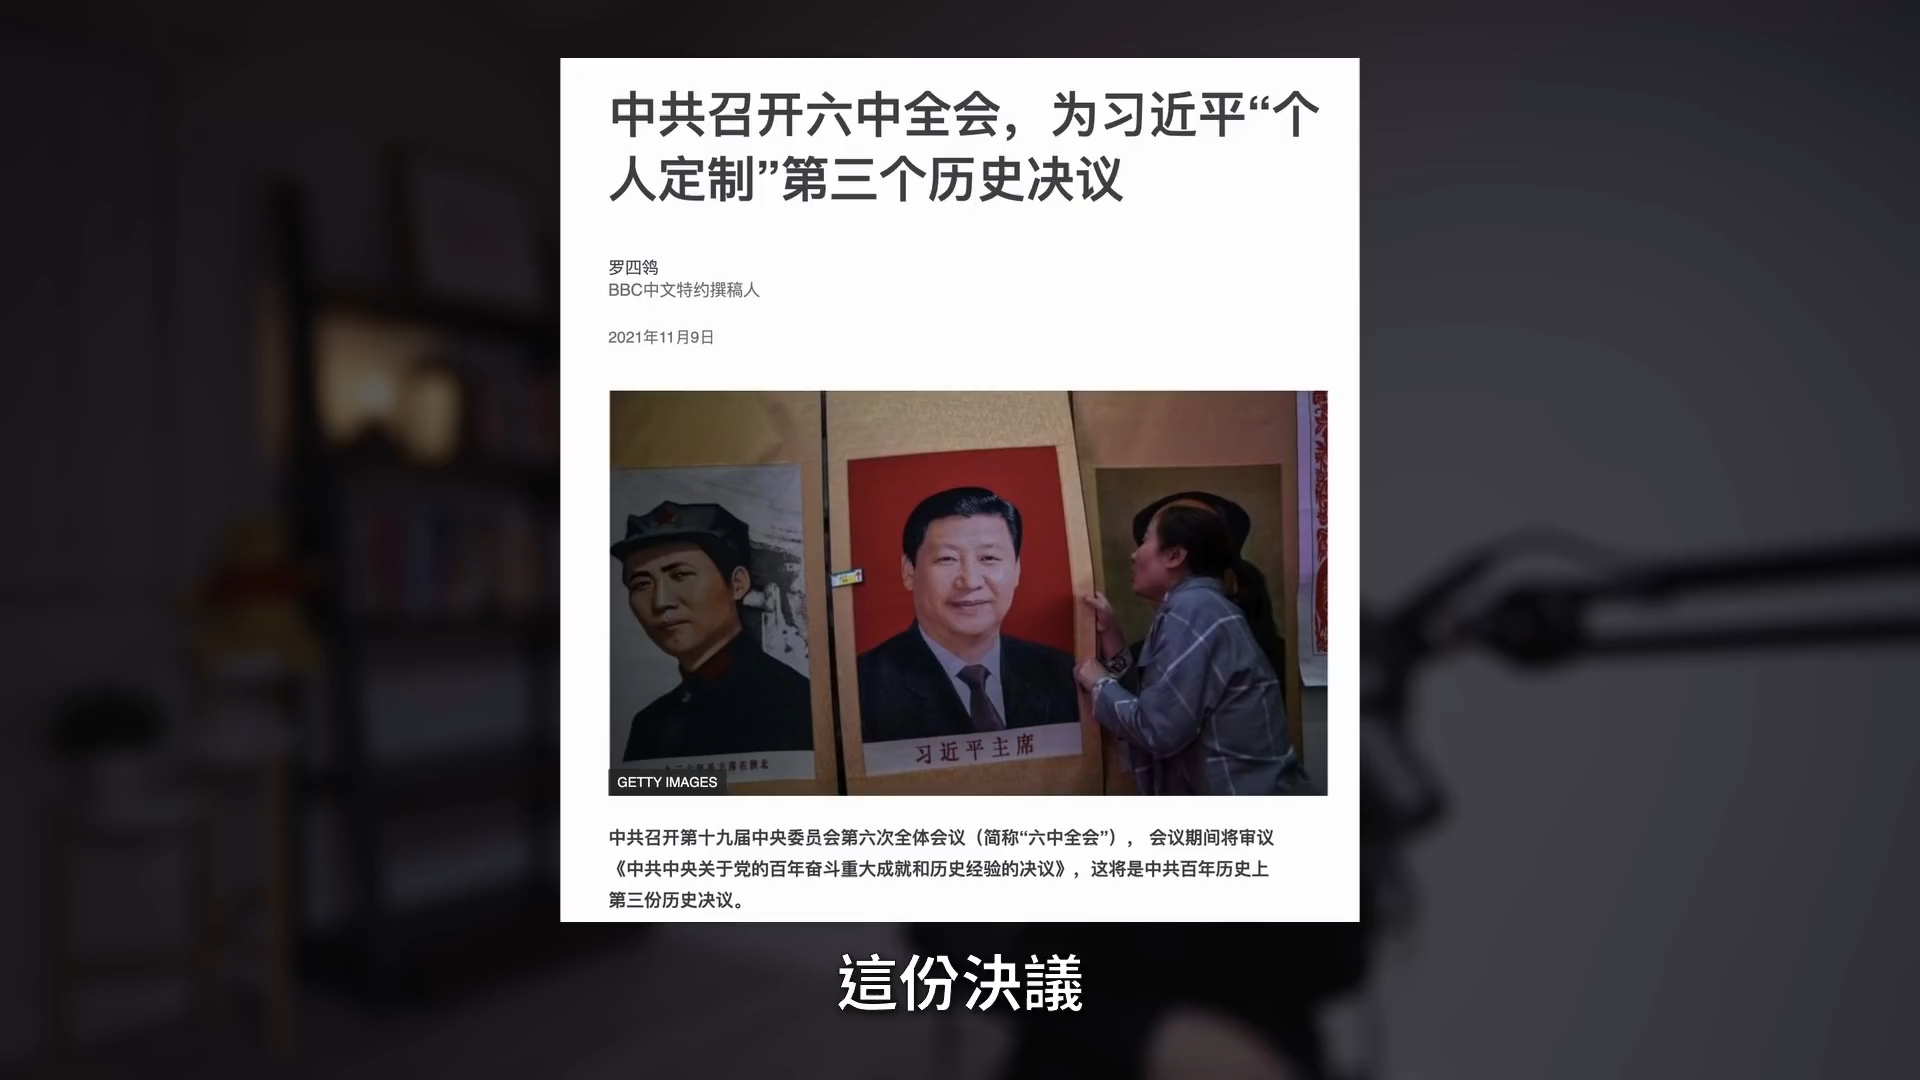 中共召开六中全会，为习近平“个
人定制”第三个历史决议
罗四鸰
BBC中文特约撰稿人
2021年11月9日
习近平主席
GETTY IMAGES
中共召开第十九届中央委员会第六次全体会议（简称“六中全会”）， 会议期间将审议
《中共中央关于党的百年奋斗重大成就和历史经验的决议》，这将是中共百年历史上
第三份历史决议。
這份決議